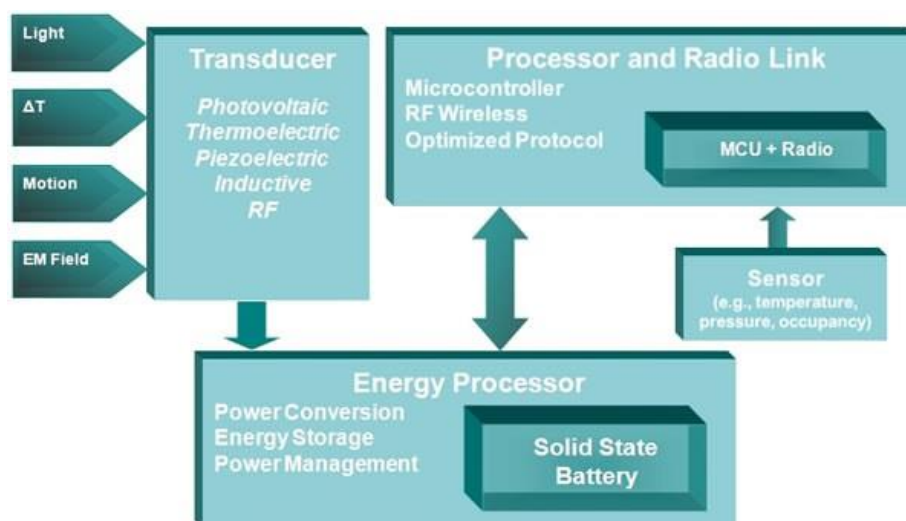 Light
ΔT
Motion
EM Field
Transducer
Photovoltaic
Thermoelectric
Piezoelectric
Inductive
RF
Processor and Radio Link
Microcontroller
RF Wireless
Optimized Protocol
MCU + Radio
Sensor
(e.g., temperature,
pressure, occupancy)
Energy Processor
Power Conversion
Energy Storage
Power Management
Solid State
Battery